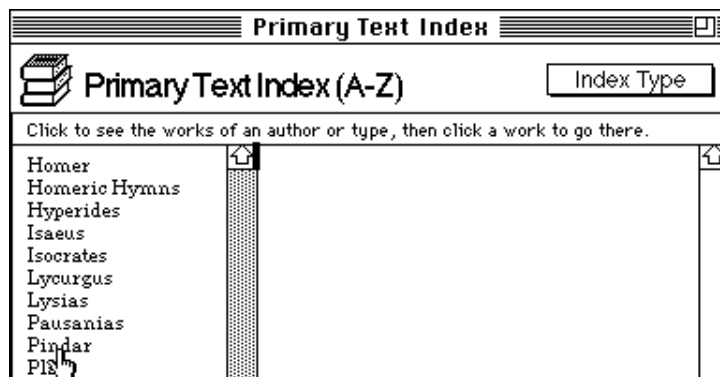 Primary Text Index
Primary Text Index (A-Z)
Index Type
Click to see the works of an author or type, then click a work to go there.
Homer
Homeric Hymns
Hyperides
Isaeus
Isocrates
Lycurgus
Lysias
Pausanias
Pindar